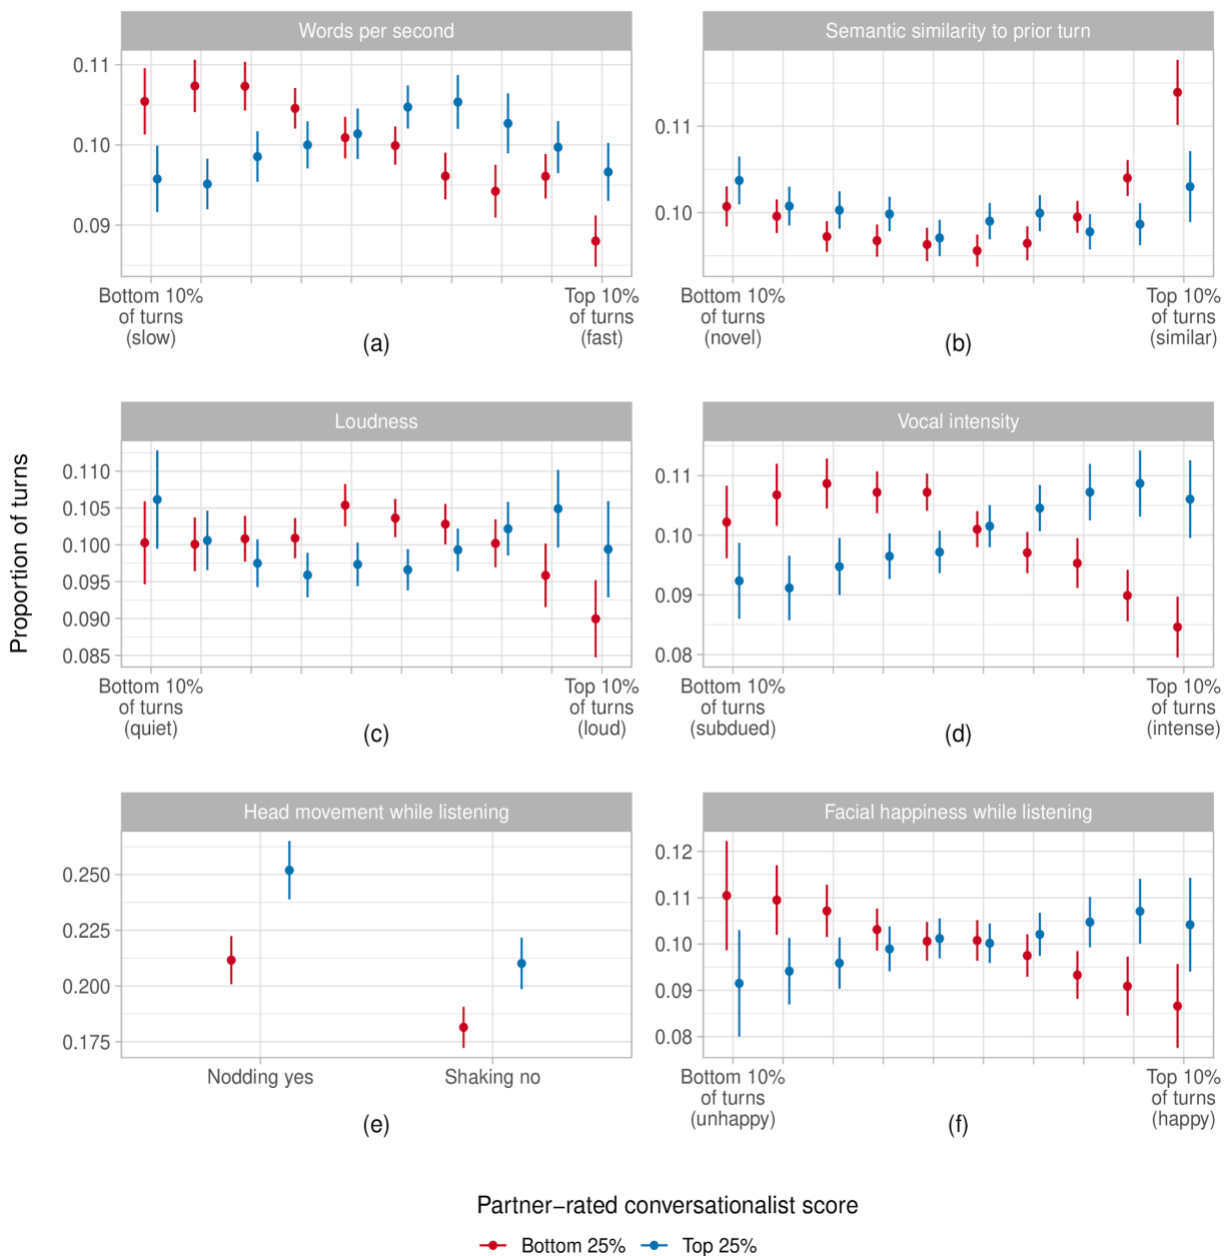 Words per second
Semantic similarity to prior turn
0.11
0.10
0.09
0.11
0.10
Bottom 10%
of turns
(slow)
Top 10%
of turns
(fast)
(a)
Bottom 10%
of turns
(novel)
Top 10%
of turns
(similar)
(b)
Proportion of turns
Loudness
Vocal intensity
0.110
0.105
0.100
0.095
0.090
0.085
0.11
0.10
0.09
0.08
Bottom 10%
of turns
(quiet)
Top 10%
of turns
(loud)
(c)
Bottom 10%
of turns
(subdued)
Top 10%
of turns
(intense)
(d)
Head movement while listening
Facial happiness while listening
0.250
0.225
0.200
0.175
0.12
0.11
0.10
0.09
0.08
Nodding yes
Shaking no
(e)
Bottom 10%
of turns
(unhappy)
Top 10%
of turns
(happy)
(f)
Partner−rated conversationalist score
Bottom 25%
Top 25%